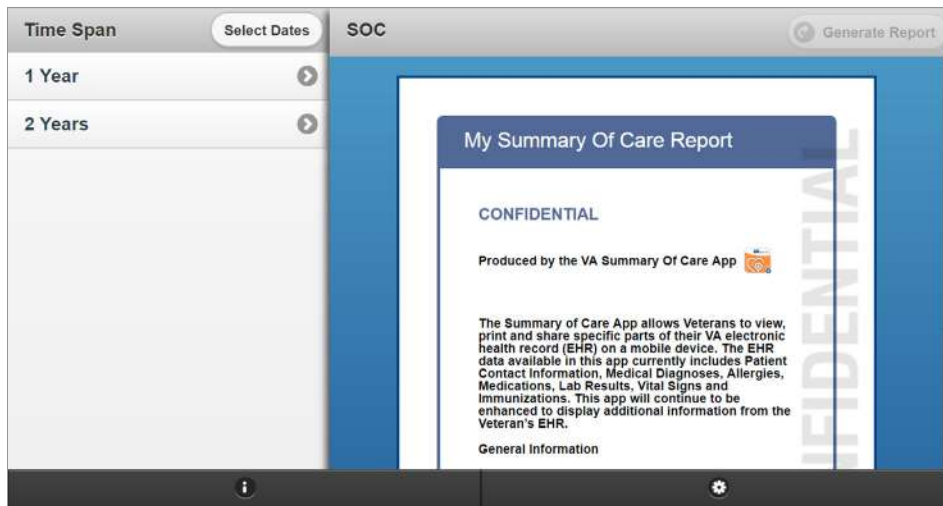 Time Span
Select Dates
SOC
Generate Report
1 Year
2 Years
My Summary Of Care Report
CONFIDENTIAL
Produced by the VA Summary Of Care App
The Summary of Care App allows Veterans to view,
print and share specific parts of their VA electronic
health record (EHR) on a mobile device. The EHR
data available in this app currently includes Patient
Contact Information, Medical Diagnoses, Allergies,
Medications, Lab Results, Vital Signs and
Immunizations. This app will continue to be
enhanced to display additional information from the
Veteran's EHR.
General Information
NFIDENTIAL